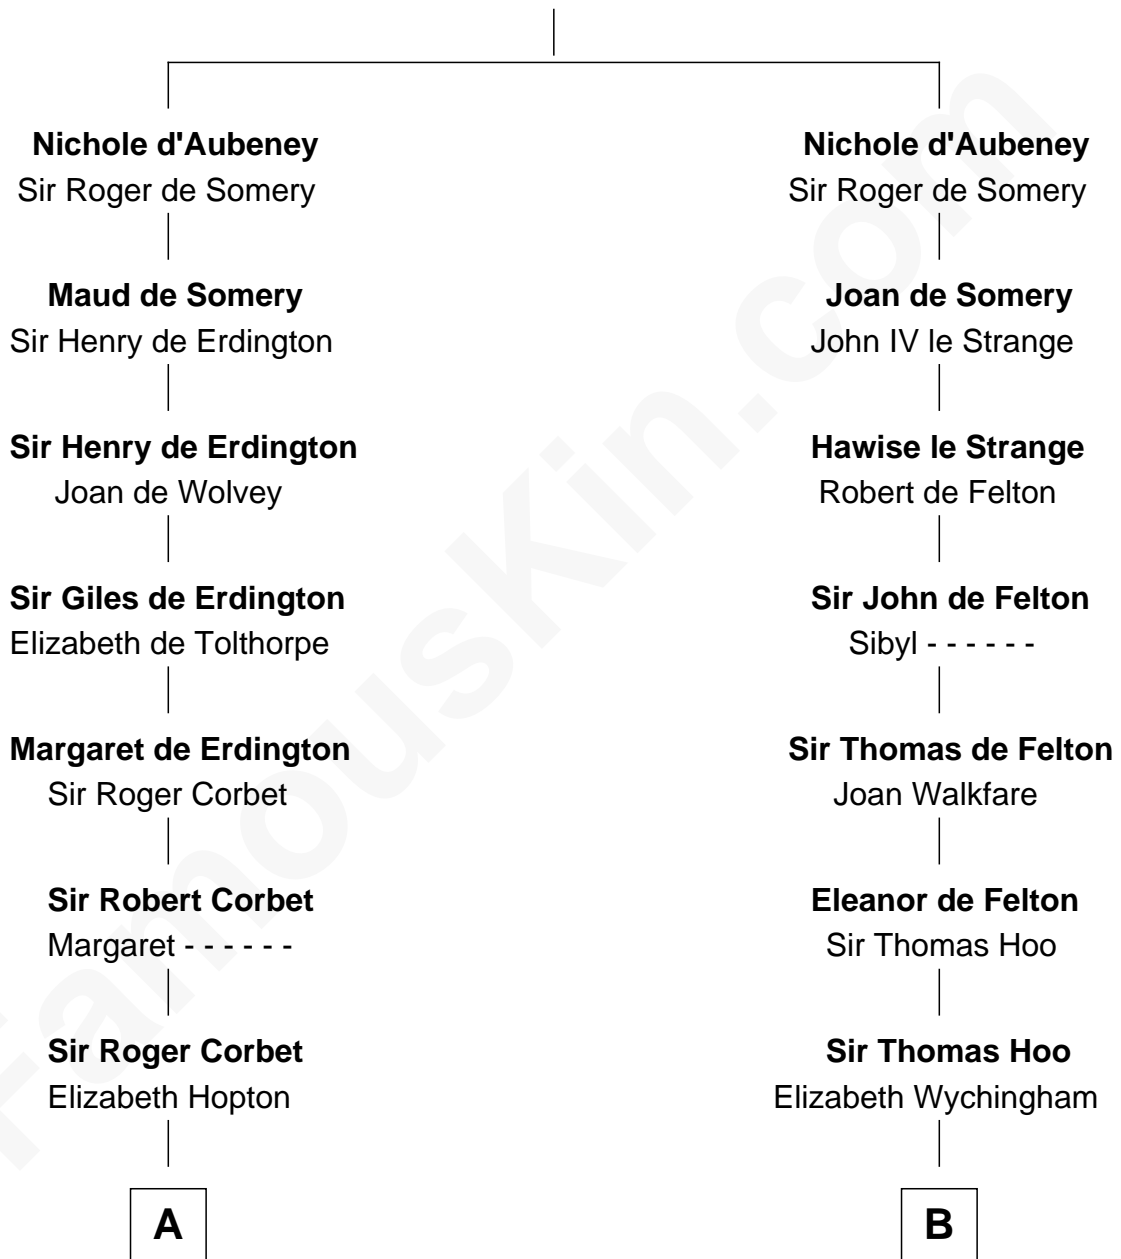 Nichole d'Aubeney
Sir Roger de Somery
Maud de Somery
Sir Henry de Erdington
Sir Henry de Erdington
Joan de Wolvey
Sir Giles de Erdington
Elizabeth de Tolthorpe
Margaret de Erdington
Sir Roger Corbet
Sir Robert Corbet
Margaret - - - - - -
Sir Roger Corbet
Elizabeth Hopton
A
Nichole d'Aubeney
Sir Roger de Somery
Joan de Somery
John IV le Strange
Hawise le Strange
Robert de Felton
Sir John de Felton
Sibyl - - - - - -
Sir Thomas de Felton
Joan Walkfare
Eleanor de Felton
Sir Thomas Hoo
Sir Thomas Hoo
Elizabeth Wychingham
B
FamousKin.com